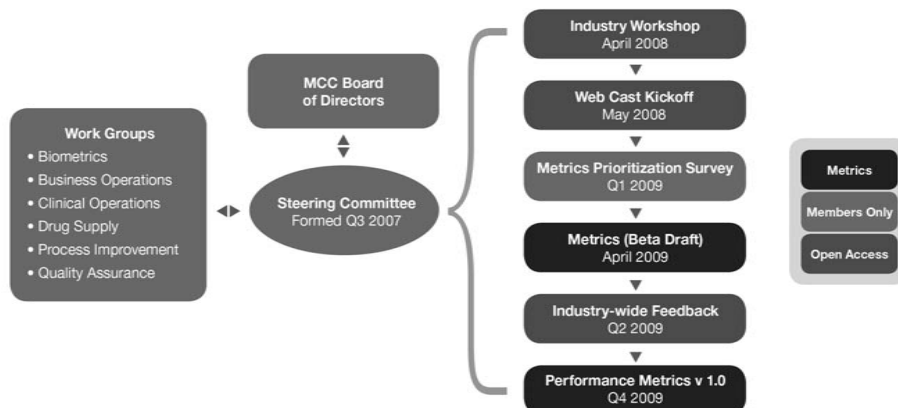 Work Groups
• Biometrics
• Business Operations
• Clinical Operations
• Drug Supply
• Process Improvement
• Quality Assurance
MCC Board
of Directors
Steering Committee
Formed Q3 2007
Industry Workshop
April 2008
Web Cast Kickoff
May 2008
Metrics Prioritization Survey
Q1 2009
Metrics (Beta Draft)
April 2009
Industry-wide Feedback
Q2 2009
Performance Metrics v 1.0
Q4 2009
Metrics
Members Only
Open Access